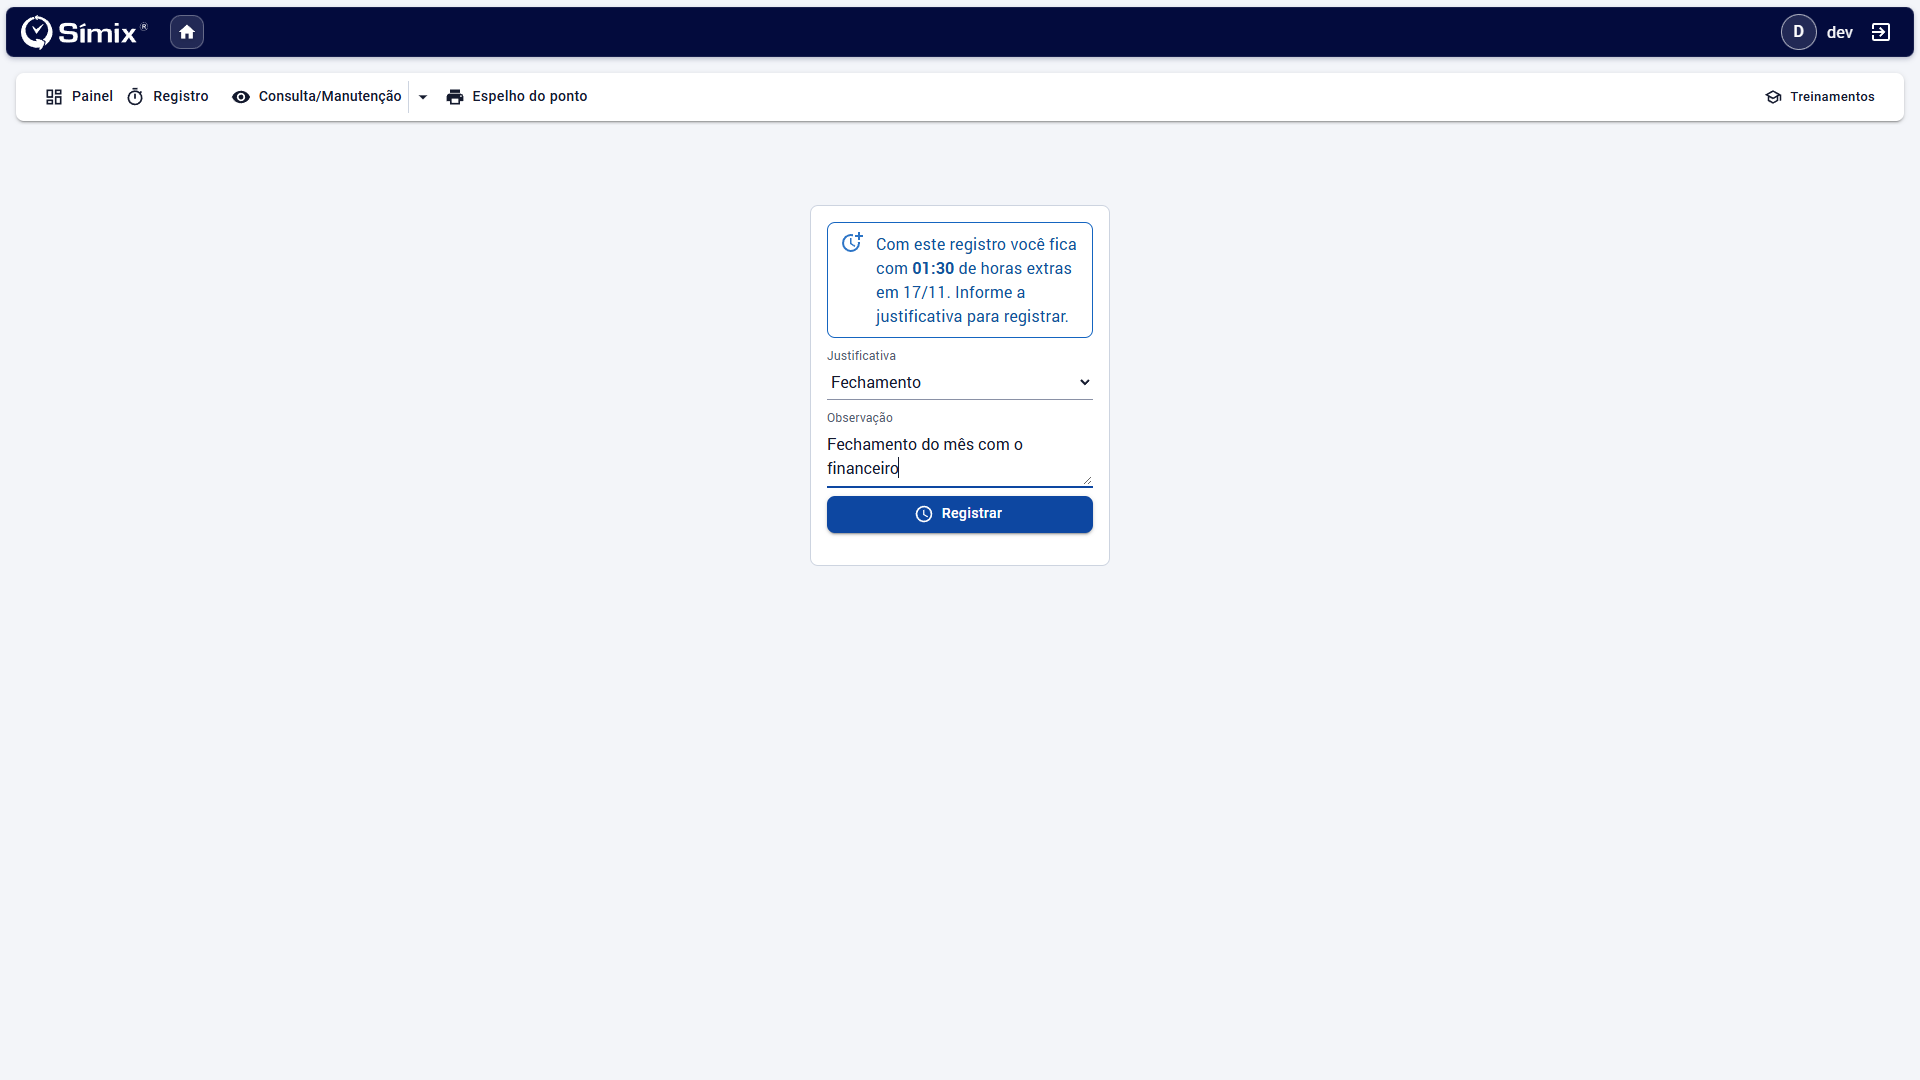 Símix®
D dev
Painel Registro Consulta/Manutenção Espelho do ponto Treinamentos
Com este registro você fica
com 01:30 de horas extras
em 17/11. Informe a
justificativa para registrar.
Justificativa
Fechamento
Observação
Fechamento do mês com o
financeiro
Registrar